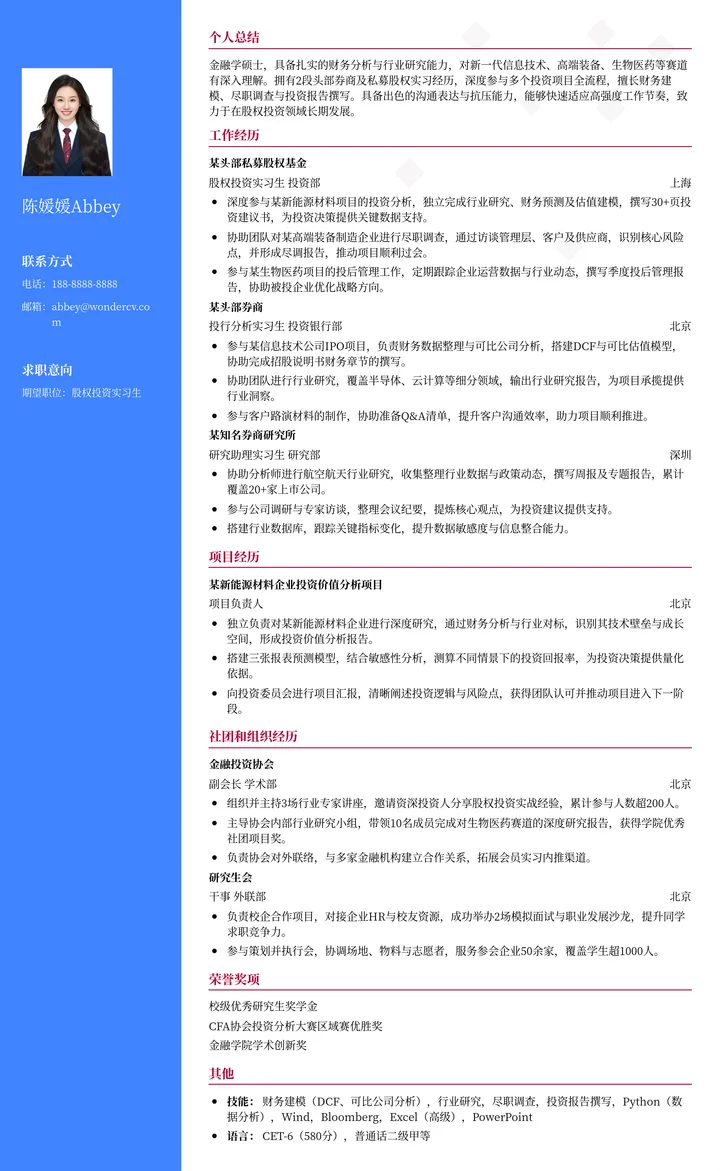 陈媛媛Abbey
联系方式
电话：188-8888-8888
邮箱：abbey@wondercv.co
m
求职意向
期望职位：股权投资实习生
个人总结
金融学硕士，具备扎实的财务分析与行业研究能力，对新一代信息技术、高端装备、生物医药等赛道
有深入理解。拥有2段头部券商及私募股权实习经历，深度参与多个投资项目全流程，擅长财务建
模、尽职调查与投资报告撰写。具备出色的沟通表达与抗压能力，能够快速适应高强度工作节奏，致
力于在股权投资领域长期发展。
工作经历
某头部私募股权基金
股权投资实习生 投资部 上海
• 深度参与某新能源材料项目的投资分析，独立完成行业研究、财务预测及估值建模，撰写30+页投
资建议书，为投资决策提供关键数据支持。
• 协助团队对某高端装备制造企业进行尽职调查，通过访谈管理层、客户及供应商，识别核心风险
点，并形成尽调报告，推动项目顺利过会。
• 参与某生物医药项目的投后管理工作，定期跟踪企业运营数据与行业动态，撰写季度投后管理报
告，协助被投企业优化战略方向。
某头部券商
投行分析实习生 投资银行部 北京
• 参与某信息技术公司IPO项目，负责财务数据整理与可比公司分析，搭建DCF与可比估值模型，
协助完成招股说明书财务章节的撰写。
• 协助团队进行行业研究，覆盖半导体、云计算等细分领域，输出行业研究报告，为项目承揽提供
行业洞察。
• 参与客户路演材料的制作，协助准备Q&A清单，提升客户沟通效率，助力项目顺利推进。
某知名券商研究所
研究助理实习生 研究部 深圳
• 协助分析师进行航空航天行业研究，收集整理行业数据与政策动态，撰写周报及专题报告，累计
覆盖20+家上市公司。
• 参与公司调研与专家访谈，整理会议纪要，提炼核心观点，为投资建议提供支持。
• 搭建行业数据库，跟踪关键指标变化，提升数据敏感度与信息整合能力。
项目经历
某新能源材料企业投资价值分析项目
项目负责人 北京
• 独立负责对某新能源材料企业进行深度研究，通过财务分析与行业对标，识别其技术壁垒与成长
空间，形成投资价值分析报告。
• 搭建三张报表预测模型，结合敏感性分析，测算不同情景下的投资回报率，为投资决策提供量化
依据。
• 向投资委员会进行项目汇报，清晰阐述投资逻辑与风险点，获得团队认可并推动项目进入下一阶
段。
社团和组织经历
金融投资协会
副会长 学术部 北京
• 组织并主持3场行业专家讲座，邀请资深投资人分享股权投资实战经验，累计参与人数超200人。
• 主导协会内部行业研究小组，带领10名成员完成对生物医药赛道的深度研究报告，获得学院优秀
社团项目奖。
• 负责协会对外联络，与多家金融机构建立合作关系，拓展会员实习内推渠道。
研究生会
干事 外联部 北京
• 负责校企合作项目，对接企业HR与校友资源，成功举办2场模拟面试与职业发展沙龙，提升同学
求职竞争力。
• 参与策划并执行会，协调场地、物料与志愿者，服务参会企业50余家，覆盖学生超1000人。
荣誉奖项
校级优秀研究生奖学金
CFA协会投资分析大赛区域赛优胜奖
金融学院学术创新奖
其他
• 技能： 财务建模（DCF、可比公司分析），行业研究，尽职调查，投资报告撰写，Python（数
据分析），Wind，Bloomberg，Excel（高级），PowerPoint
• 语言： CET-6（580分），普通话二级甲等